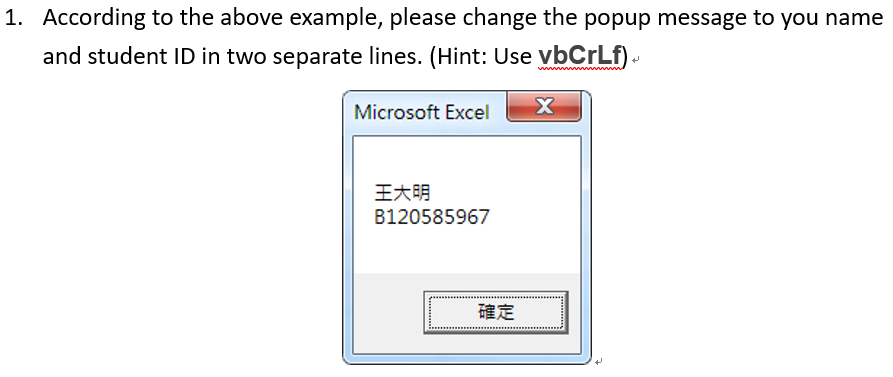 1. According to the above example, please change the popup message to you name
and student ID in two separate lines. (Hint: Use vbCrLf)
Microsoft Excel
王大明
B120585967
確定